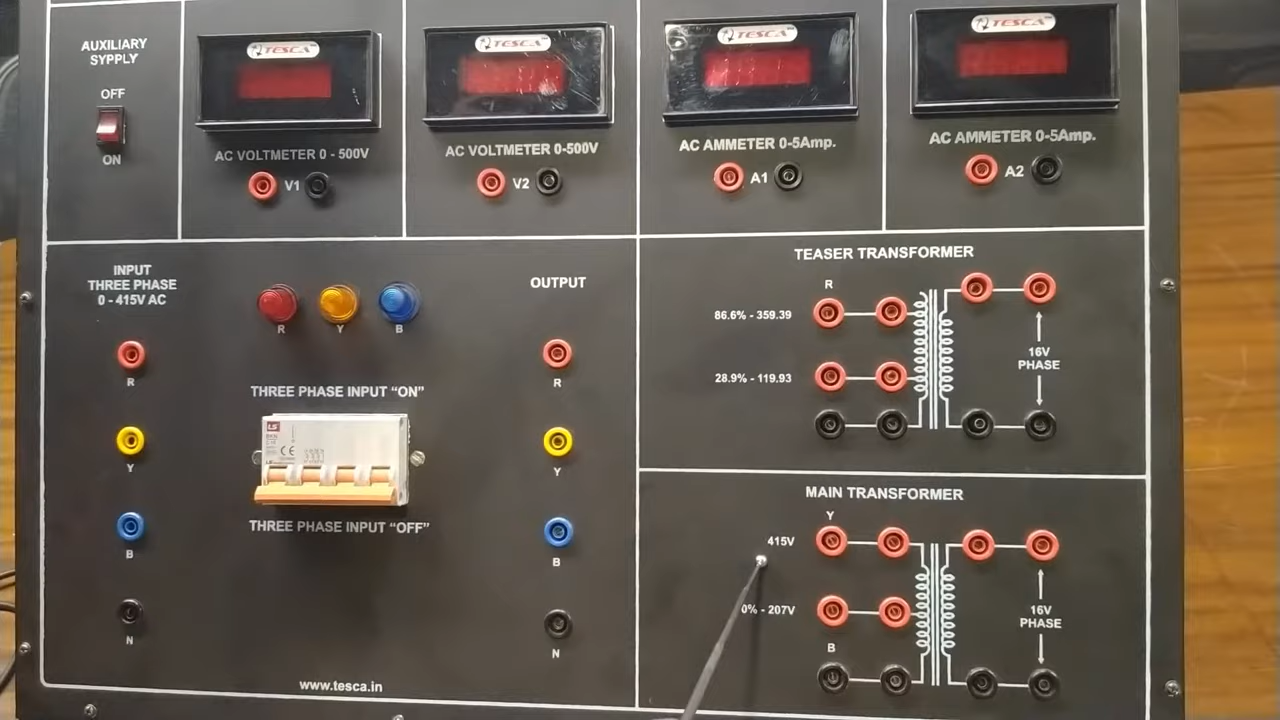 AUXILIARY
SYPPLY
OFF
ON
TESCA
AC VOLTMETER 0 - 500V
V1
TESCA
AC VOLTMETER 0-500V
V2
TESCA
AC AMMETER 0-5Amp.
A1
TESCA
AC AMMETER 0-5Amp.
A2
INPUT
THREE PHASE
0 - 415V AC
R
Y
B
N
R
Y
B
THREE PHASE INPUT “ON”
LS
CE
THREE PHASE INPUT “OFF”
www.tesca.in
OUTPUT
R
Y
B
N
TEASER TRANSFORMER
R
86.6% - 359.39
28.9% - 119.93
16V
PHASE
MAIN TRANSFORMER
Y
415V
0% - 207V
B
16V
PHASE